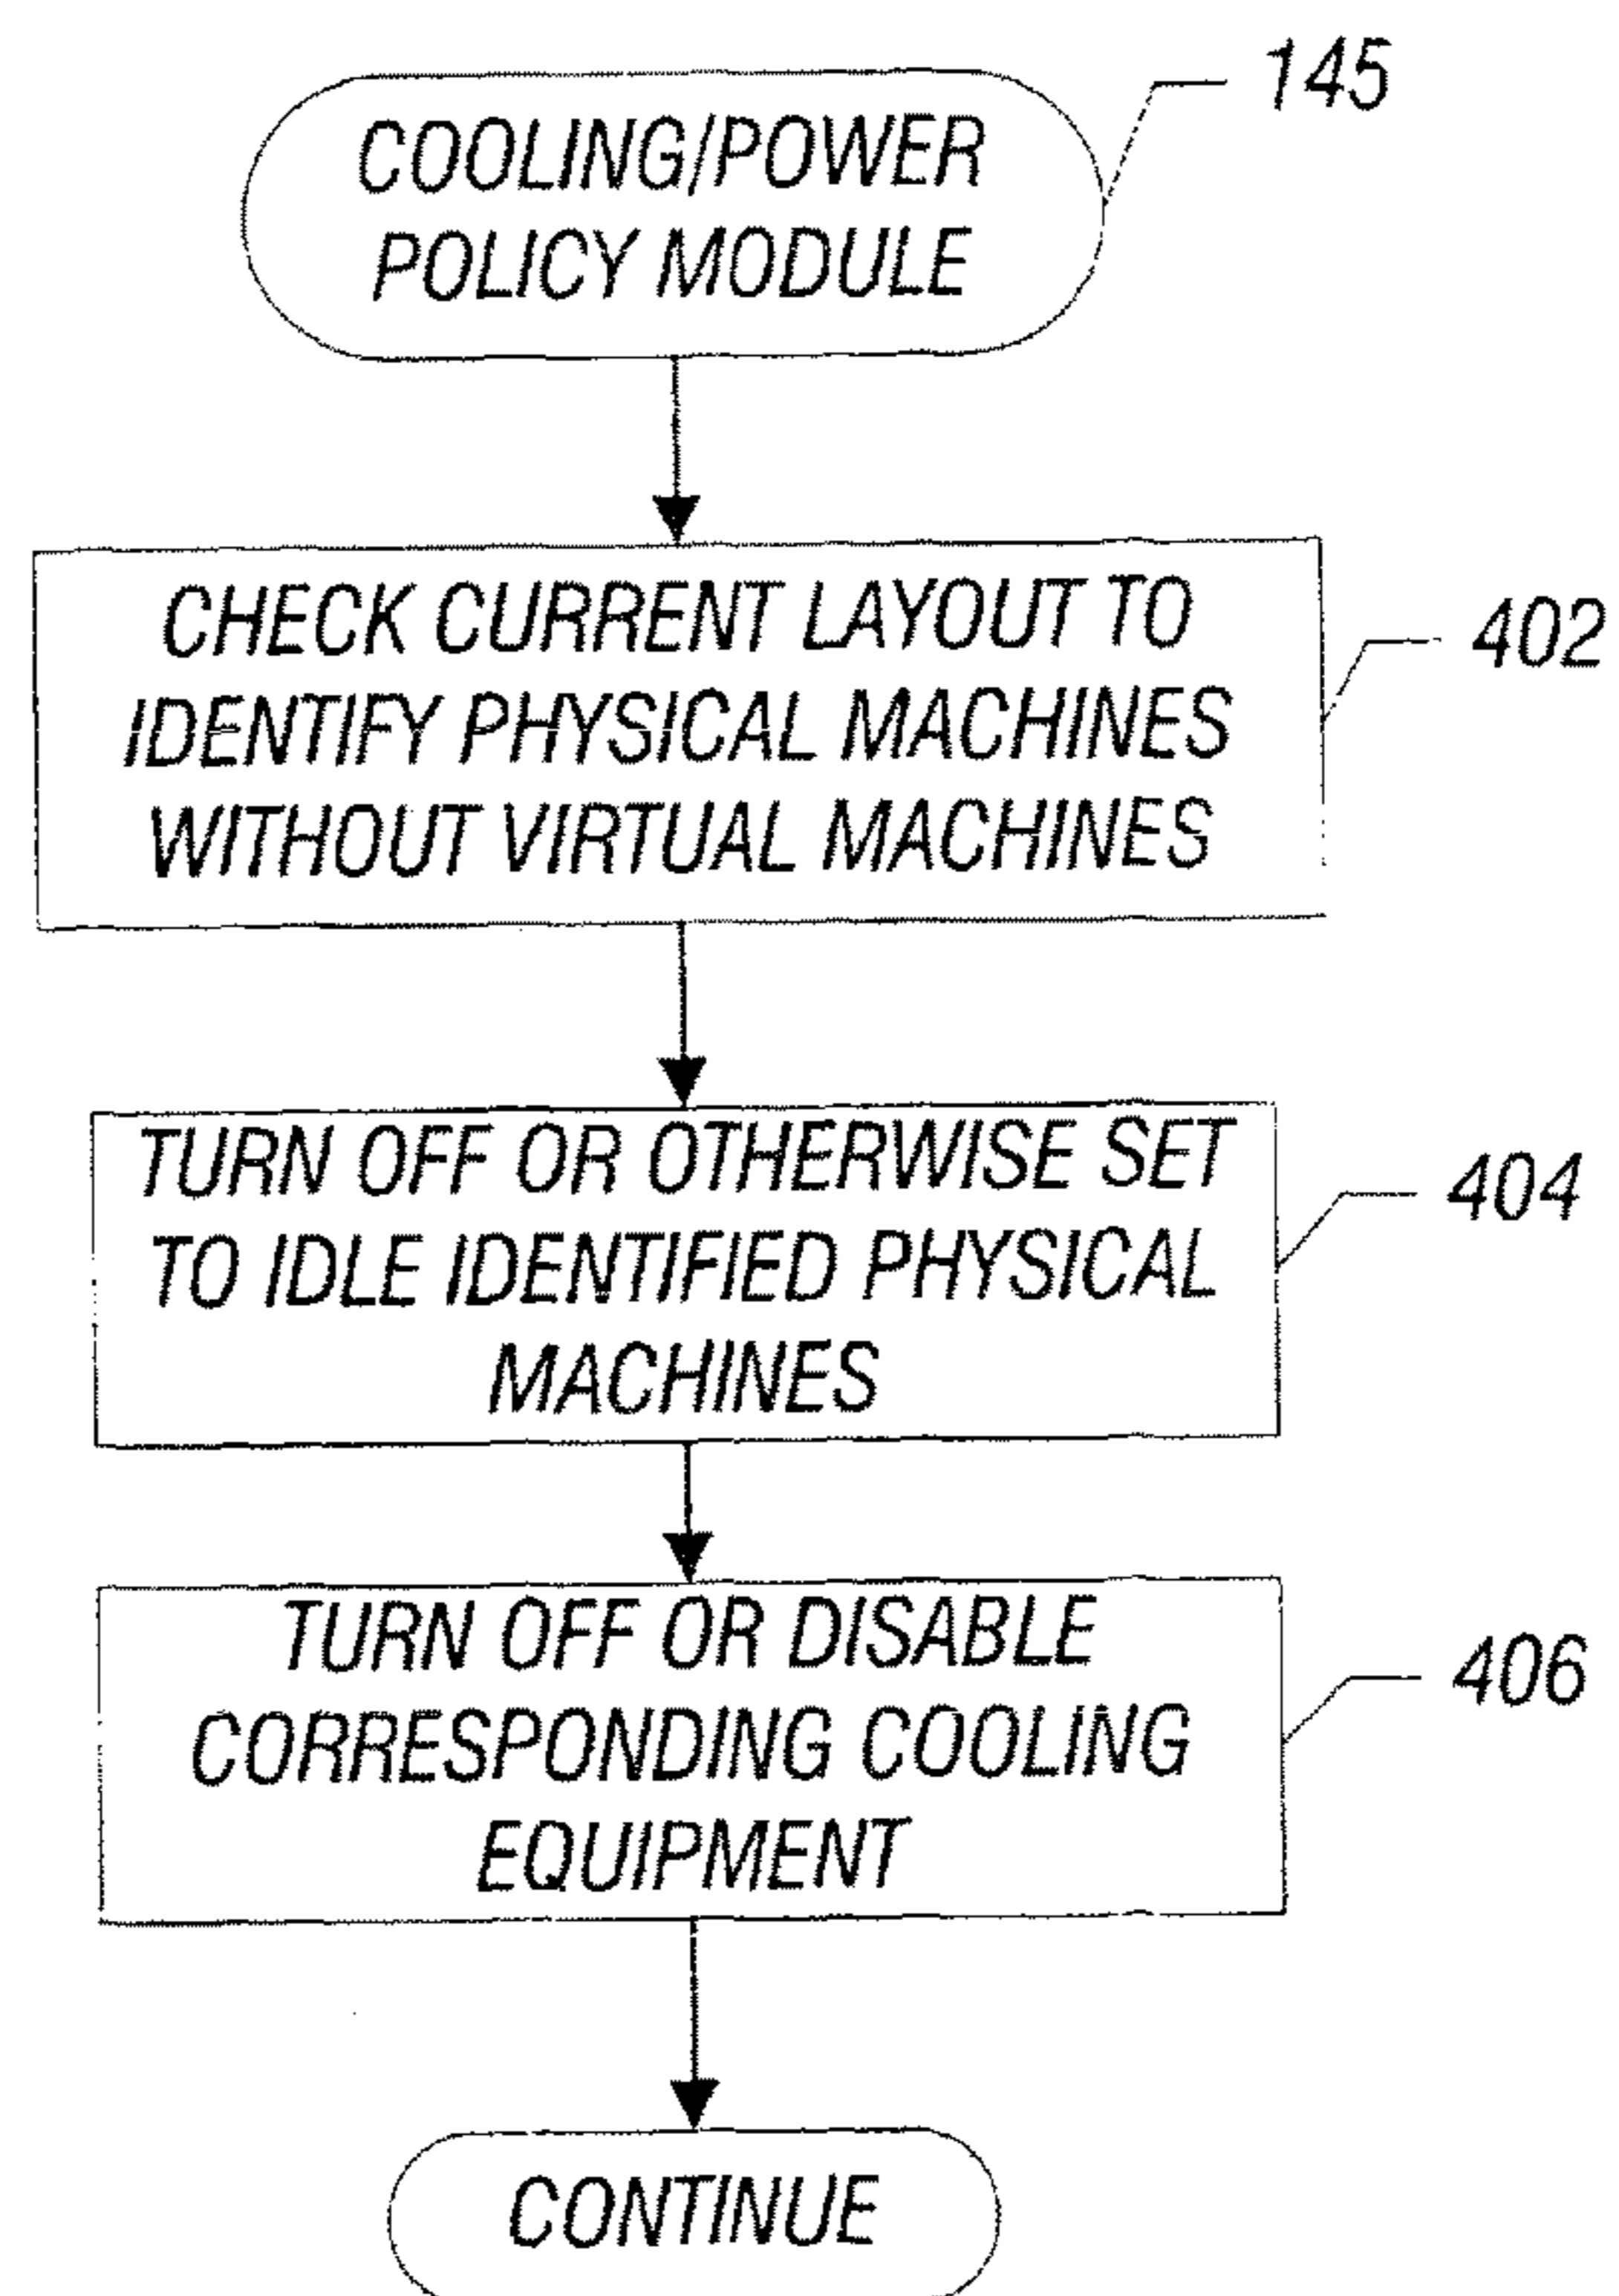 145
COOLING/POWER
POLICY MODULE
CHECK CURRENT LAYOUT TO
IDENTIFY PHYSICAL MACHINES
WITHOUT VIRTUAL MACHINES
402
TURN OFF OR OTHERWISE SET
TO IDLE IDENTIFIED PHYSICAL
MACHINES
404
TURN OFF OR DISABLE
CORRESPONDING COOLING
EQUIPMENT
406
CONTINUE